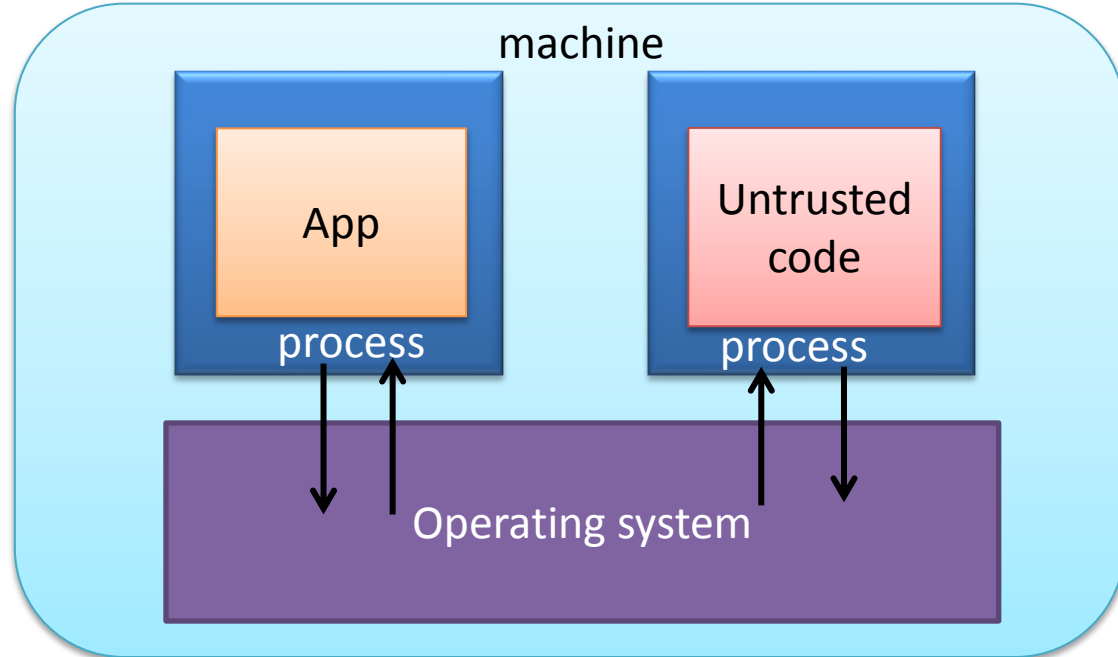 machine
App
process
Untrusted
code
process
Operating system